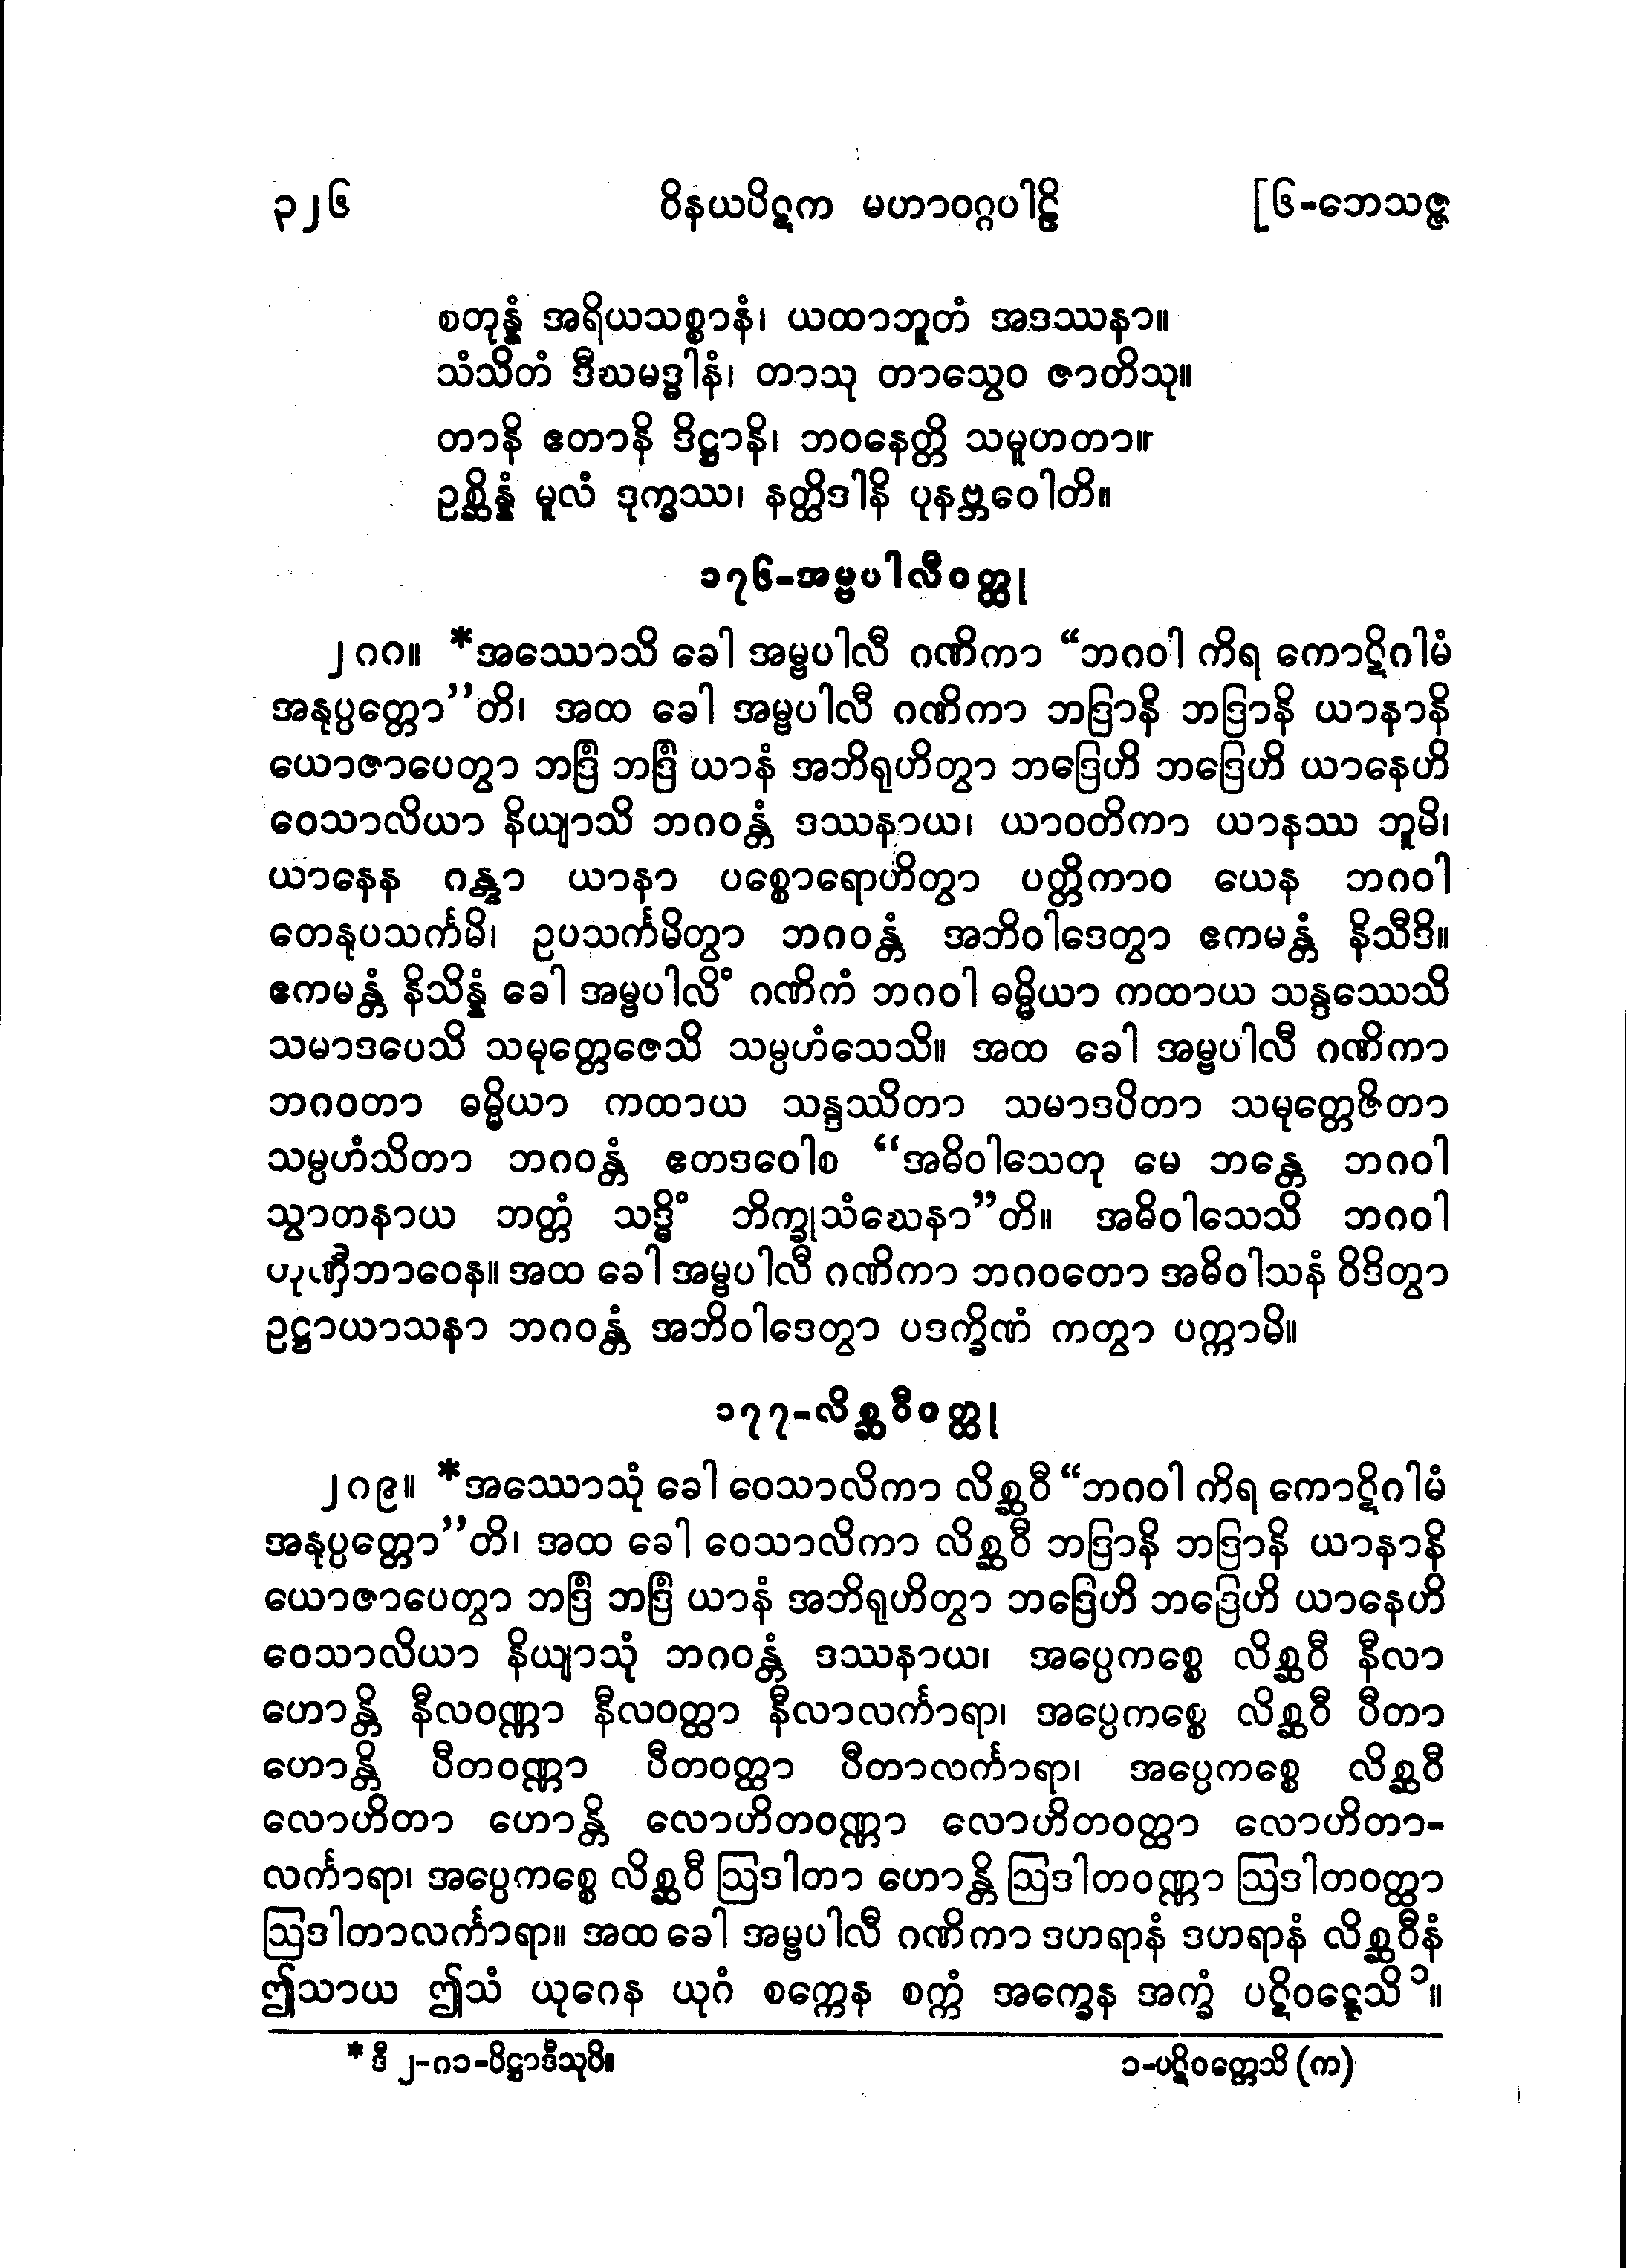 ၃၂၆ ဝိနယပိဋက မဟာဝဂ္ဂပါဠိ [၆-ဘေသဇ္ဇ
စတုန္နံ အရိယသစ္စာနံ၊ ယထာဘူတံ အဒဿနာ။
သံသိတံ ဒီဃမဒ္ဓါနံ၊ တာသု တာသွေဝ ဇာတိသု။
တာနိ ဧတာနိ ဒိဋ္ဌာနိ၊ ဘဝနေတ္တိ သမူဟတာ။
ဥစ္ဆိန္နံ မူလံ ဒုက္ခဿ၊ နတ္ထိဒါနိ ပုနဗ္ဘဝေါတိ။
၁၇၆-အမ္ဗပါလီဝတ္ထု
၂၈၈။ *အဿောသိ ခေါ အမ္ဗပါလီ ဂဏိကာ “ဘဂဝါ ကိရ ကောဋိဂါမံ
အနုပ္ပတ္တော’’တိ၊ အထ ခေါ အမ္ဗပါလီ ဂဏိကာ ဘဒြာနိ ဘဒြာနိ ယာနာနိ
ယောဇာပေတွာ ဘဒြံ ဘဒြံ ယာနံ အဘိရုဟိတွာ ဘဒြေဟိ ဘဒြေဟိ ယာနေဟိ
ဝေသာလိယာ နိယျာသိ ဘဂဝန္တံ ဒဿနာယ၊ ယာဝတိကာ ယာနဿ ဘူမိ၊
ယာနေန ဂန္တွာ ယာနာ ပစ္စောရောဟိတွာ ပတ္တိကာဝ ယေန ဘဂဝါ
တေနုပသင်္ကမိ၊ ဥပသင်္ကမိတွာ ဘဂဝန္တံ အဘိဝါဒေတွာ ဧကမန္တံ နိသီဒိ။
ဧကမန္တံ နိသိန္နံ ခေါ အမ္ဗပါလိံ ဂဏိကံ ဘဂဝါ ဓမ္မိယာ ကထာယ သန္ဒဿေသိ
သမာဒပေသိ သမုတ္တေဇေသိ သမ္ပဟံသေသိ။ အထ ခေါ အမ္ဗပါလီ ဂဏိကာ
ဘဂဝတာ ဓမ္မိယာ ကထာယ သန္ဒဿိတာ သမာဒပိတာ သမုတ္တေဇိတာ
သမ္ပဟံသိတာ ဘဂဝန္တံ ဧတဒဝေါစ “အဓိဝါသေတု မေ ဘန္တေ ဘဂဝါ
သွာတနာယ ဘတ္တံ သဒ္ဓိံ ဘိက္ခုသံဃေနာ”တိ။ အဓိဝါသေသိ ဘဂဝါ
တုဏှီဘာဝေန။ အထ ခေါ အမ္ဗပါလီ ဂဏိကာ ဘဂဝတော အဓိဝါသနံ ဝိဒိတွာ
ဥဋ္ဌာယာသနာ ဘဂဝန္တံ အဘိဝါဒေတွာ ပဒက္ခိဏံ ကတွာ ပက္ကာမိ။
၁၇၇-လိစ္ဆဝီဝတ္ထု
၂၈၉။ *အဿောသုံ ခေါ ဝေသာလိကာ လိစ္ဆဝီ “ဘဂဝါ ကိရ ကောဋိဂါမံ
အနုပ္ပတ္တော’’တိ၊ အထ ခေါ ဝေသာလိကာ လိစ္ဆဝီ ဘဒြာနိ ဘဒြာနိ ယာနာနိ
ယောဇာပေတွာ ဘဒြံ ဘဒြံ ယာနံ အဘိရုဟိတွာ ဘဒြေဟိ ဘဒြေဟိ ယာနေဟိ
ဝေသာလိယာ နိယျာသုံ ဘဂဝန္တံ ဒဿနာယ၊ အပ္ပေကစ္စေ လိစ္ဆဝီ နီလာ
ဟောန္တိ နီလဝဏ္ဏာ နီလဝတ္ထာ နီလာလင်္ကာရာ၊ အပ္ပေကစ္စေ လိစ္ဆဝီ ပီတာ
ဟောန္တိ ပီတဝဏ္ဏာ ပီတဝတ္ထာ ပီတာလင်္ကာရာ၊ အပ္ပေကစ္စေ လိစ္ဆဝီ
လောဟိတာ ဟောန္တိ လောဟိတဝဏ္ဏာ လောဟိတဝတ္ထာ လောဟိတာ-
လင်္ကာရာ၊ အပ္ပေကစ္စေ လိစ္ဆဝီ ဩဒါတာ ဟောန္တိ ဩဒါတဝဏ္ဏာ ဩဒါတဝတ္ထာ
ဩဒါတာလင်္ကာရာ။ အထ ခေါ အမ္ဗပါလီ ဂဏိကာ ဒဟရာနံ ဒဟရာနံ လိစ္ဆဝီနံ
ဤသာယ ဤသံ ယုဂေန ယုဂံ စက္ကေန စက္ကံ အက္ခေန အက္ခံ ပဋိဝဋ္ဋေသိ ၁။
* ဒီ ၂-၈၁-ပိဋ္ဌာဒီသုပိ။ ၁-ပဋိဝတ္တေသိ (က)